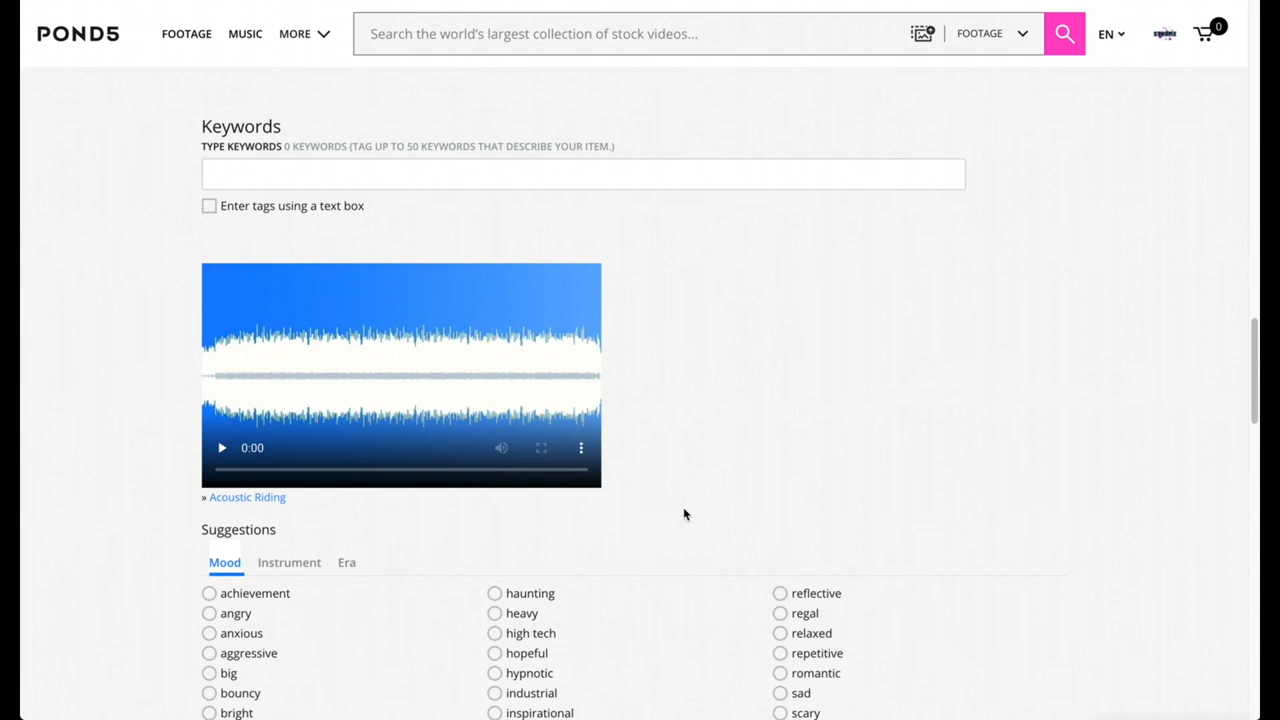 POND5 FOOTAGE MUSIC MORE Search the world's largest collection of stock videos... FOOTAGE EN 0
Keywords
TYPE KEYWORDS 0 KEYWORDS (TAG UP TO 50 KEYWORDS THAT DESCRIBE YOUR ITEM.)
Enter tags using a text box
0:00
» Acoustic Riding
Suggestions
Mood Instrument Era
achievement haunting reflective
angry heavy regal
anxious high tech relaxed
aggressive hopeful repetitive
big hypnotic romantic
bouncy industrial sad
bright inspirational scary